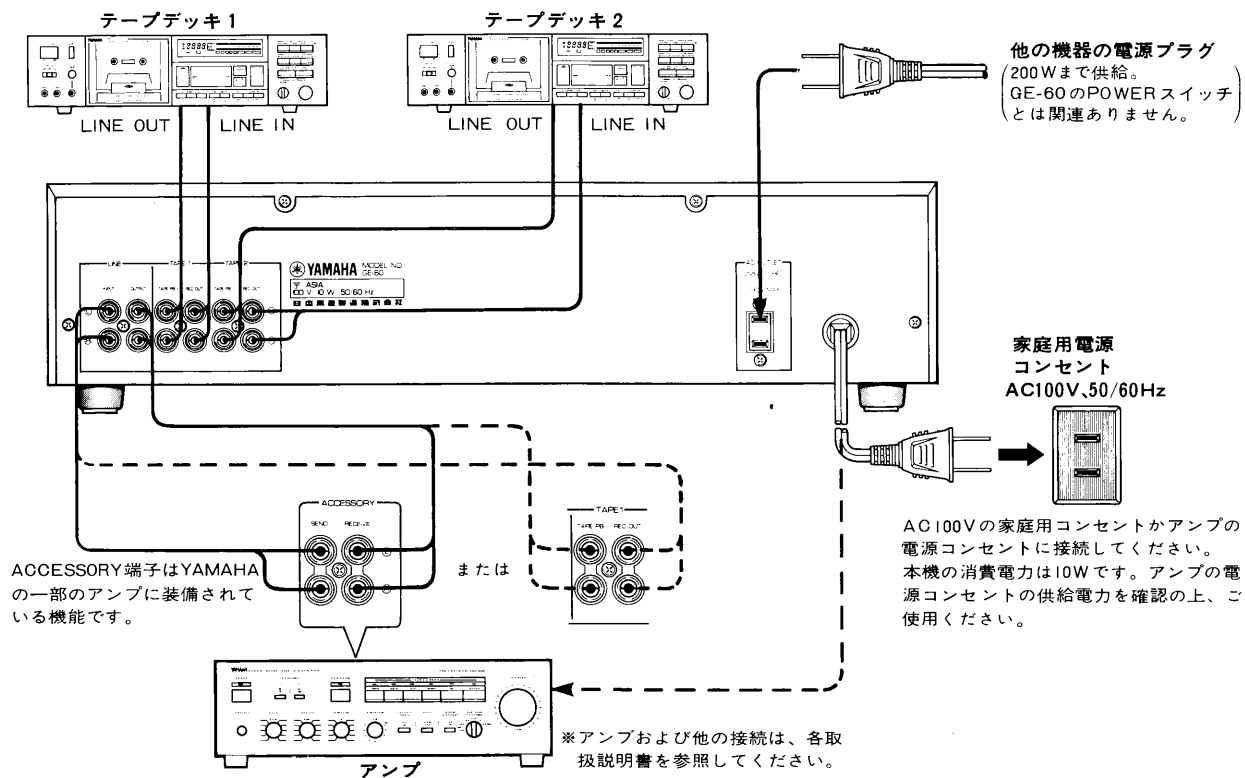 テープデッキ1
テープデッキ2
LINE OUT
LINE IN
LINE OUT
LINE IN
他の機器の電源プラグ
200Wまで供給。
GE-60のPOWERスイッチ
とは関連ありません。
LINE
TAPE 1
TAPE 2
INPUT
OUTPUT
TAPE PB
REC OUT
TAPE PB
REC OUT
YAMAHA MODEL NO.
GE-60
100V 10W 50/60Hz
家庭用電源
コンセント
AC100V、50/60Hz
ACCESSORY
SEND
RECEIVE
または
TAPE1
TAPE PB
REC OUT
ACCESSORY端子はYAMAHA
の一部のアンプに装備されて
いる機能です。
AC100Vの家庭用コンセントかアンプの
電源コンセントに接続してください。
本機の消費電力は10Wです。アンプの電
源コンセントの供給電力を確認の上、ご
使用ください。
※アンプおよび他の接続は、各取
扱説明書を参照してください。
アンプ